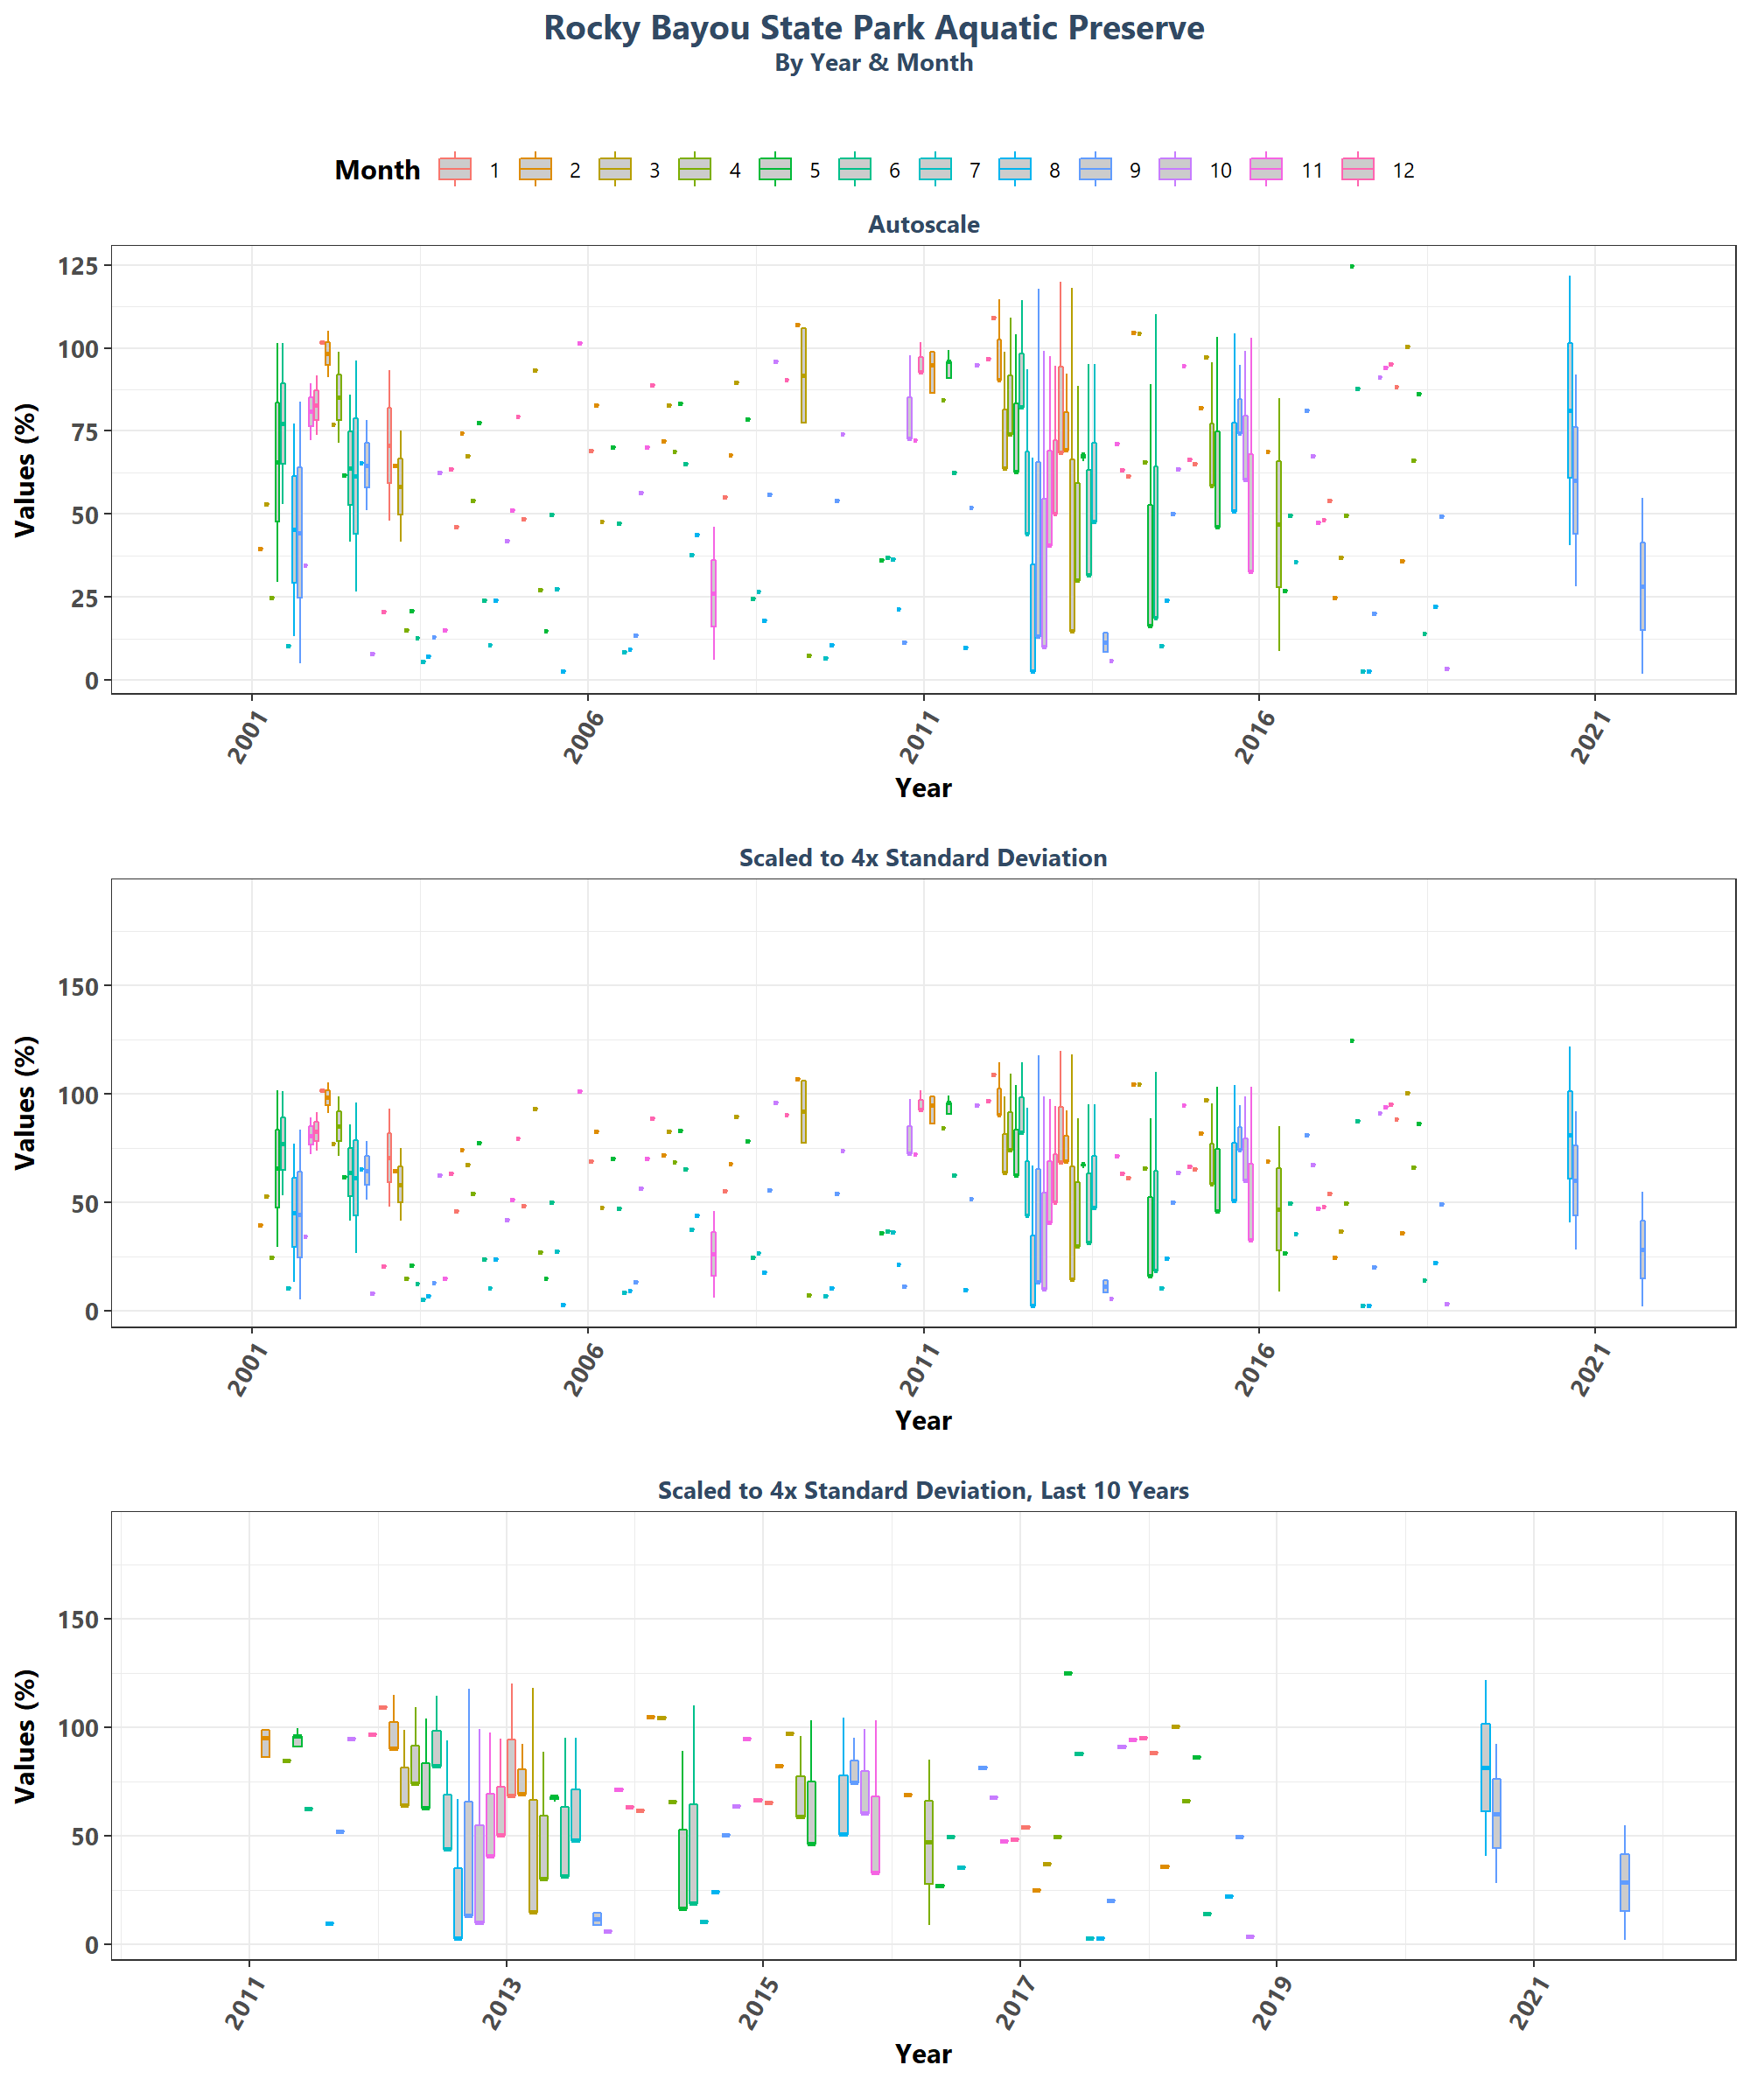 Rocky Bayou State Park Aquatic Preserve
By Year & Month
Month 1 2 3 4 5 6 7 8 9 10 11 12
Autoscale
Values (%)
125
100
75
50
25
0
2001 2006 2011 2016 2021
Year
Scaled to 4x Standard Deviation
Values (%)
150
100
50
0
2001 2006 2011 2016 2021
Year
Scaled to 4x Standard Deviation, Last 10 Years
Values (%)
150
100
50
0
2011 2013 2015 2017 2019 2021
Year